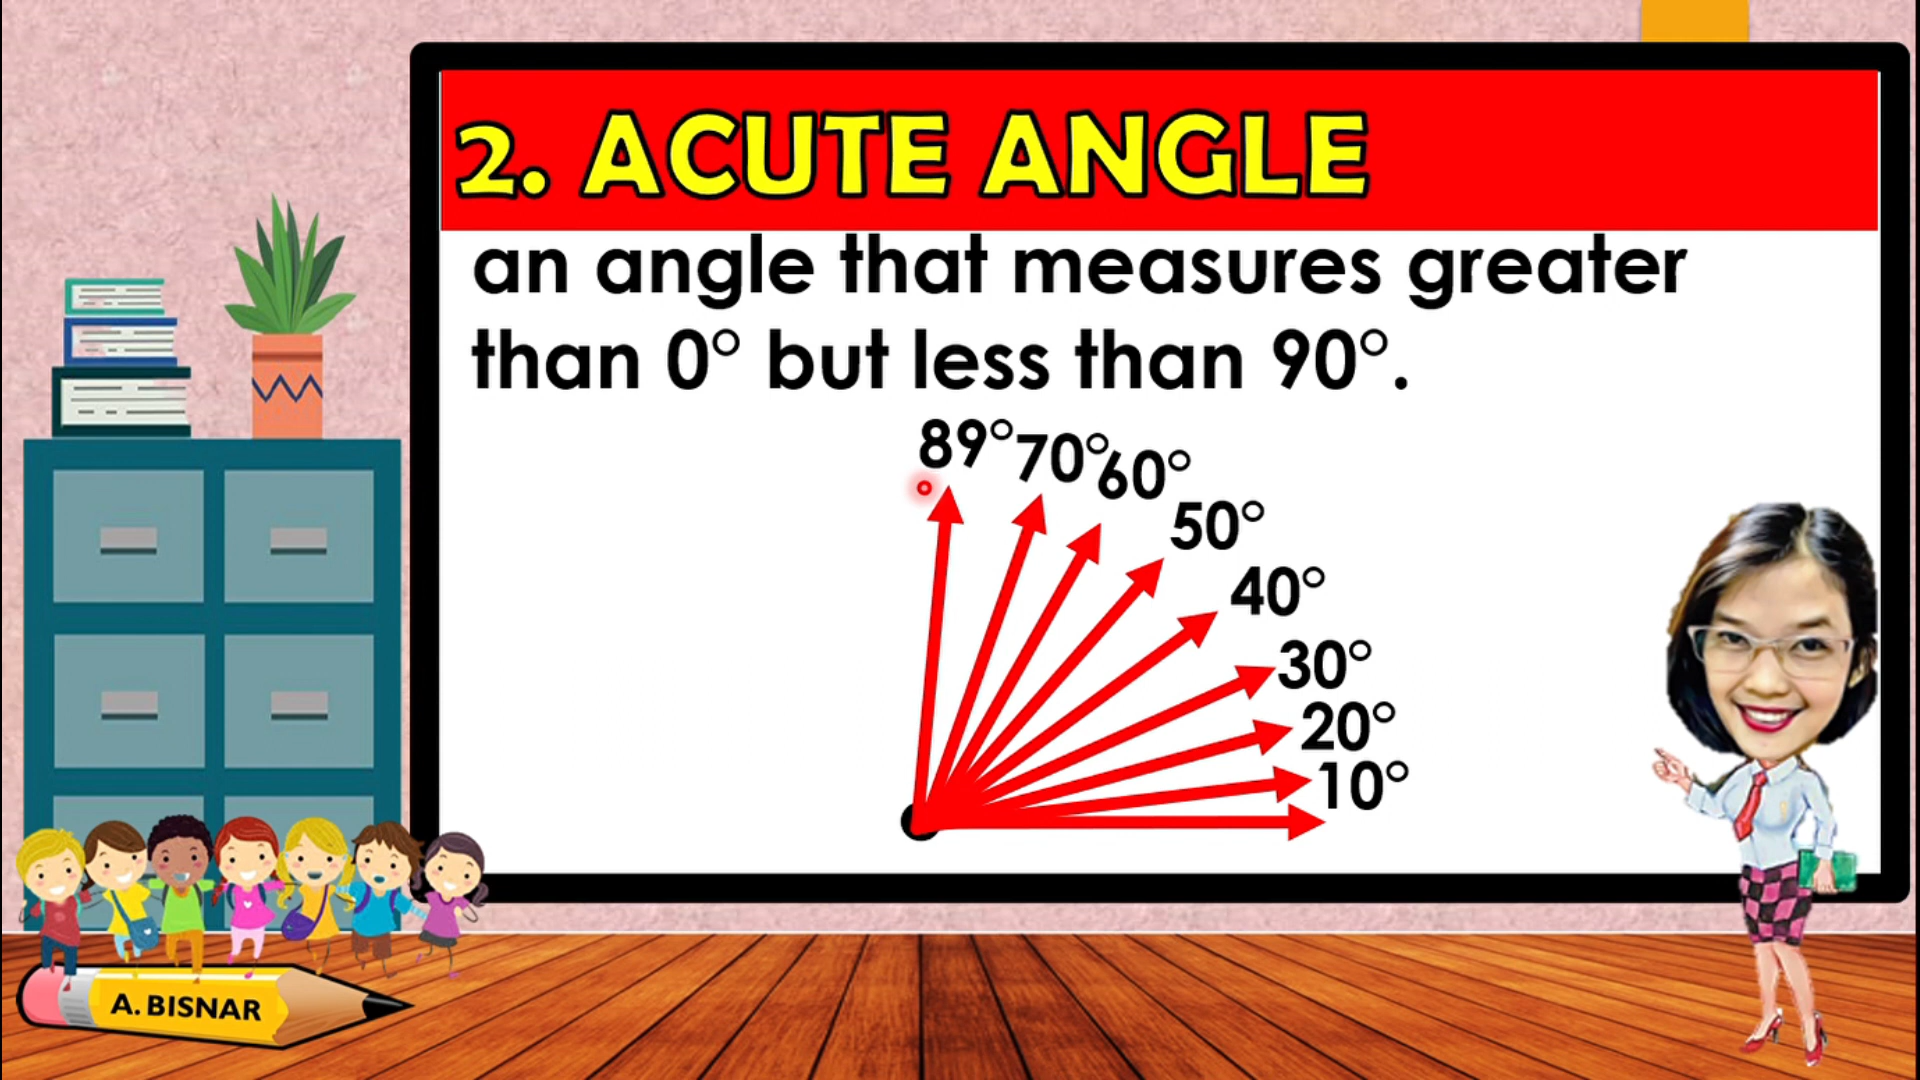 2. ACUTE ANGLE
an angle that measures greater
than 0° but less than 90°.
89°
70°
60°
50°
40°
30°
20°
10°
A. BISNAR